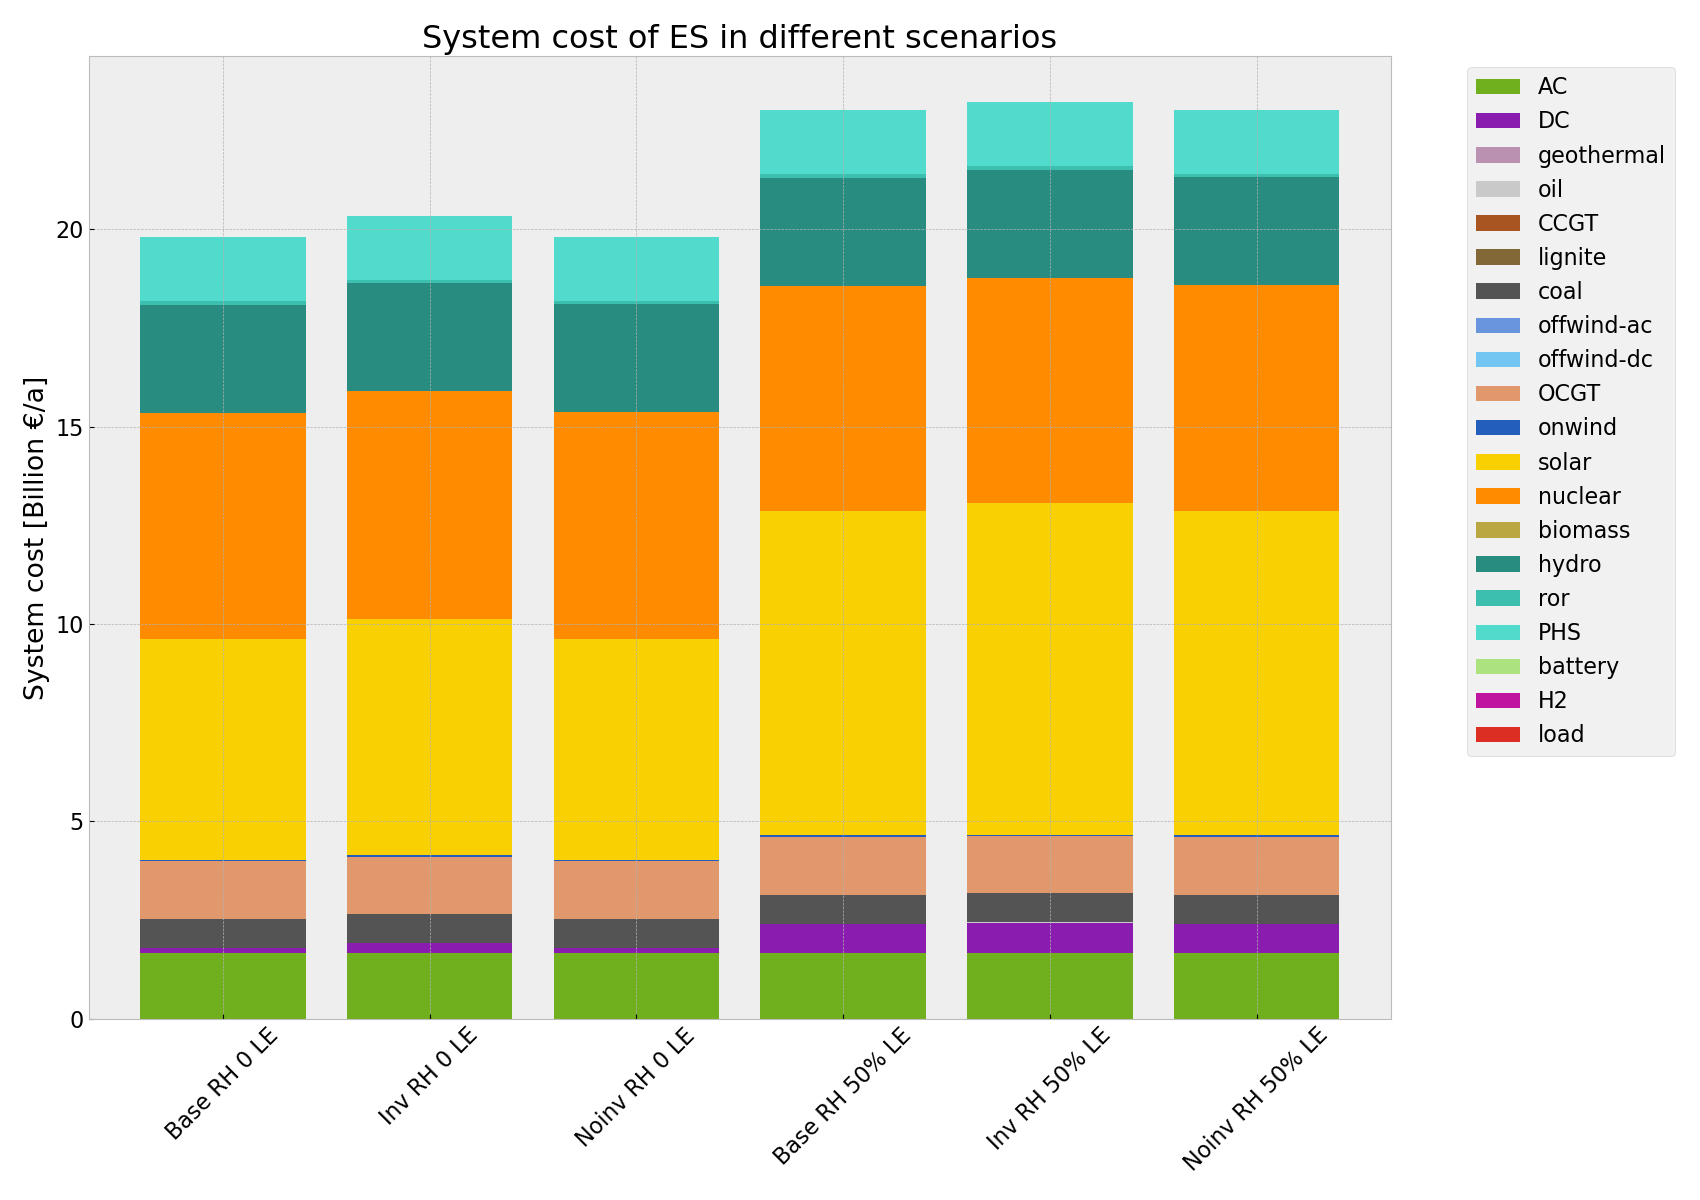 System cost of ES in different scenarios
System cost [Billion €/a]
20
15
10
5
0
Base RH 0 LE
Inv RH 0 LE
Noinv RH 0 LE
Base RH 50% LE
Inv RH 50% LE
Noinv RH 50% LE
AC
DC
geothermal
oil
CCGT
lignite
coal
offwind-ac
offwind-dc
OCGT
onwind
solar
nuclear
biomass
hydro
ror
PHS
battery
H2
load